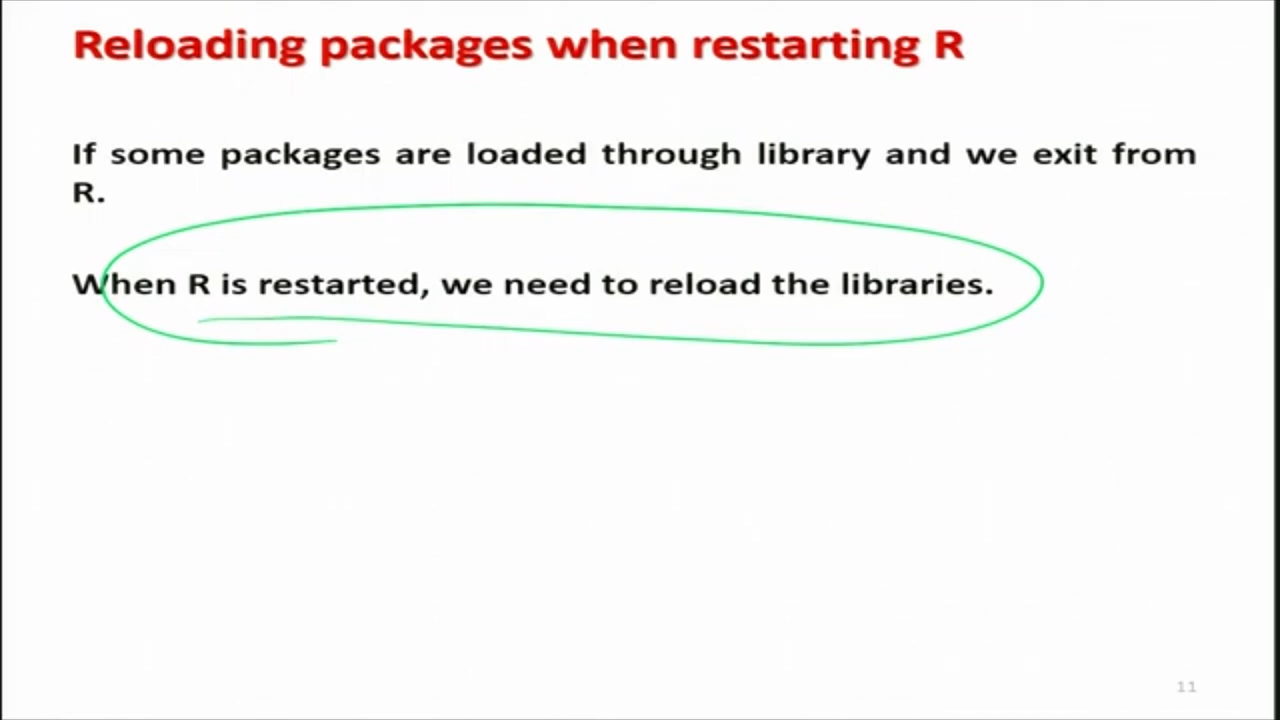 Reloading packages when restarting R
If some packages are loaded through library and we exit from
R.
When R is restarted, we need to reload the libraries.
11